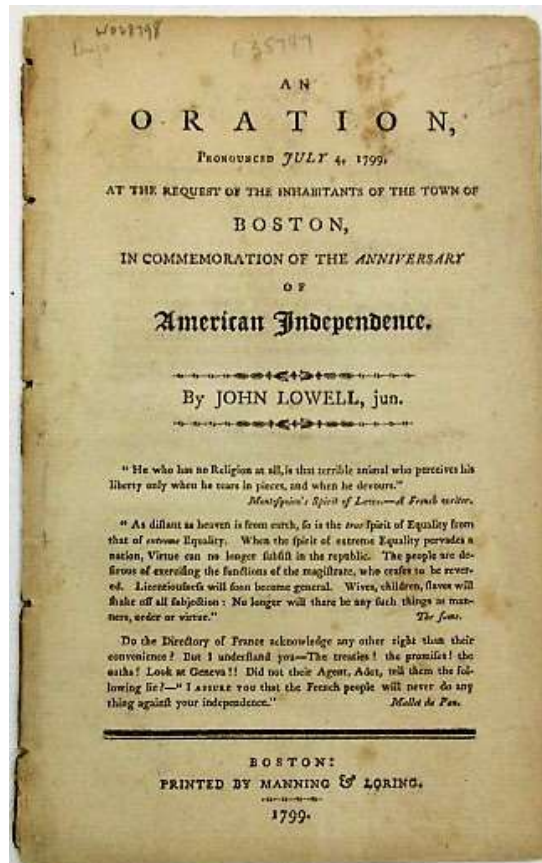 W028798
AN
ORATION,
PRONOUNCED JULY 4, 1799,
AT THE REQUEST OF THE INHABITANTS OF THE TOWN OF
BOSTON,
IN COMMEMORATION OF THE ANNIVERSARY
OF
American Independence.
By JOHN LOWELL, jun.
“ He who has no Religion at all, is that terrible animal who perceives his
liberty only when he tears in pieces, and when he devours.”
Montesquieu's Spirit of Laws.—A French writer.
“ As diſtant as heaven is from earth, ſo is the true ſpirit of Equality from
that of extreme Equality. When the ſpirit of extreme Equality pervades a
nation, Virtue can no longer ſubſiſt in the republic. The people are de-
ſirous of exerciſing the functions of the magiſtrate, who ceaſes to be rever-
ed. Licentiouſneſs will ſoon become general. Wives, children, ſlaves will
ſhake off all ſubjection : No longer will there be any ſuch things as man-
ners, order or virtue.” The ſame.
Do the Directory of France acknowledge any other right than their
convenience ? But I underſtand you—The treaties ! the promiſes ! the
oaths ! Look at Geneva !! Did not their Agent, Adet, tell them the fol-
lowing lie ?—“ I ASSURE YOU that the French people will never do any
thing againſt your independence.” Mallet du Pan.
BOSTON:
PRINTED BY MANNING & LORING.
1799.